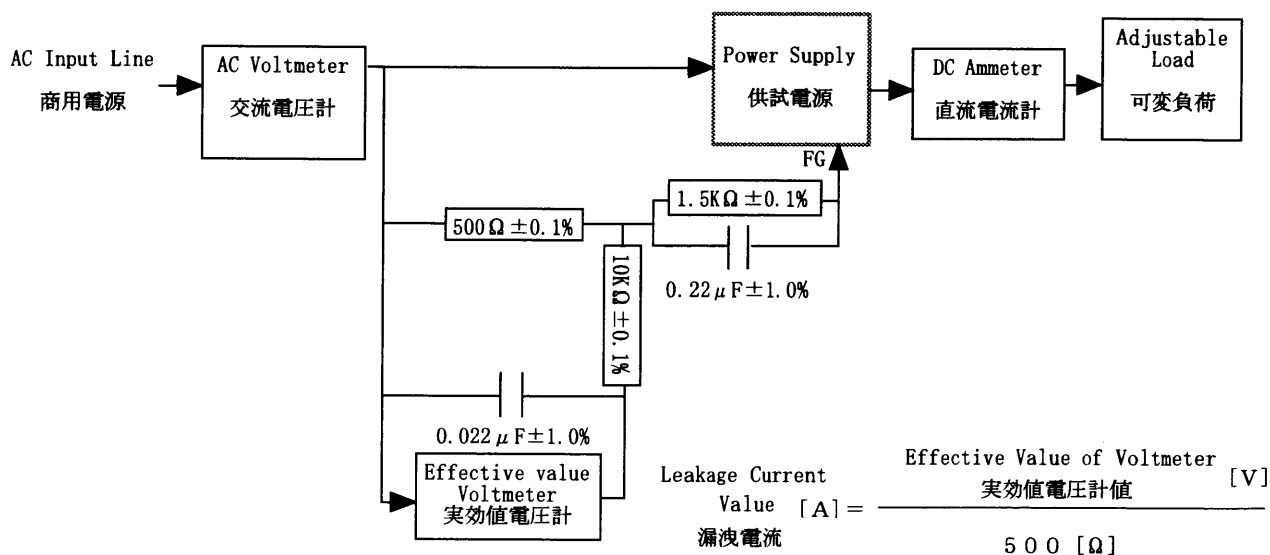 AC Input Line
商用電源
AC Voltmeter
交流電圧計
Power Supply
供試電源
DC Ammeter
直流電流計
Adjustable
Load
可変負荷
FG
1.5KΩ±0.1%
500Ω±0.1%
10KΩ±0.1%
0.22μF±1.0%
0.022μF±1.0%
Effective value
Voltmeter
実効値電圧計
Leakage Current
Value [A]=
漏洩電流
Effective Value of Voltmeter [V]
実効値電圧計値
500[Ω]